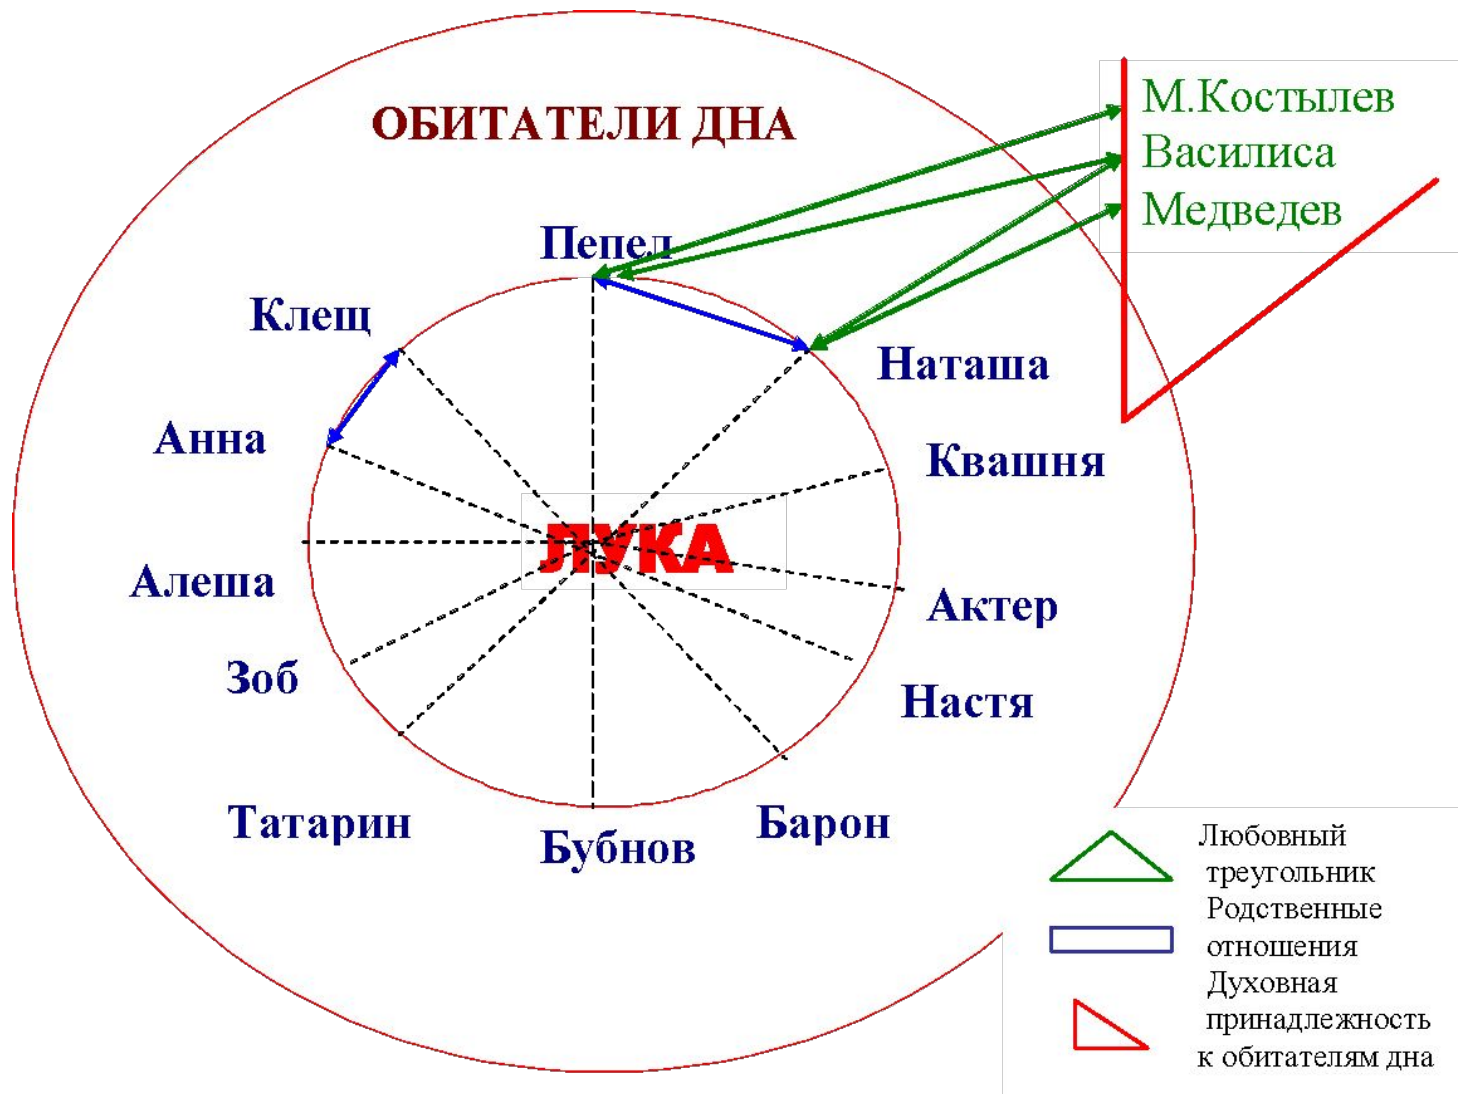 ОБИТАТЕЛИ ДНА
М.Костылев
Василиса
Медведев
Пепел
Клещ
Наташа
Анна
Квашня
ЛУКА
Алеша
Актер
Зоб
Настя
Татарин
Бубнов
Барон
Любовный
треугольник
Родственные
отношения
Духовная
принадлежность
к обитателям дна